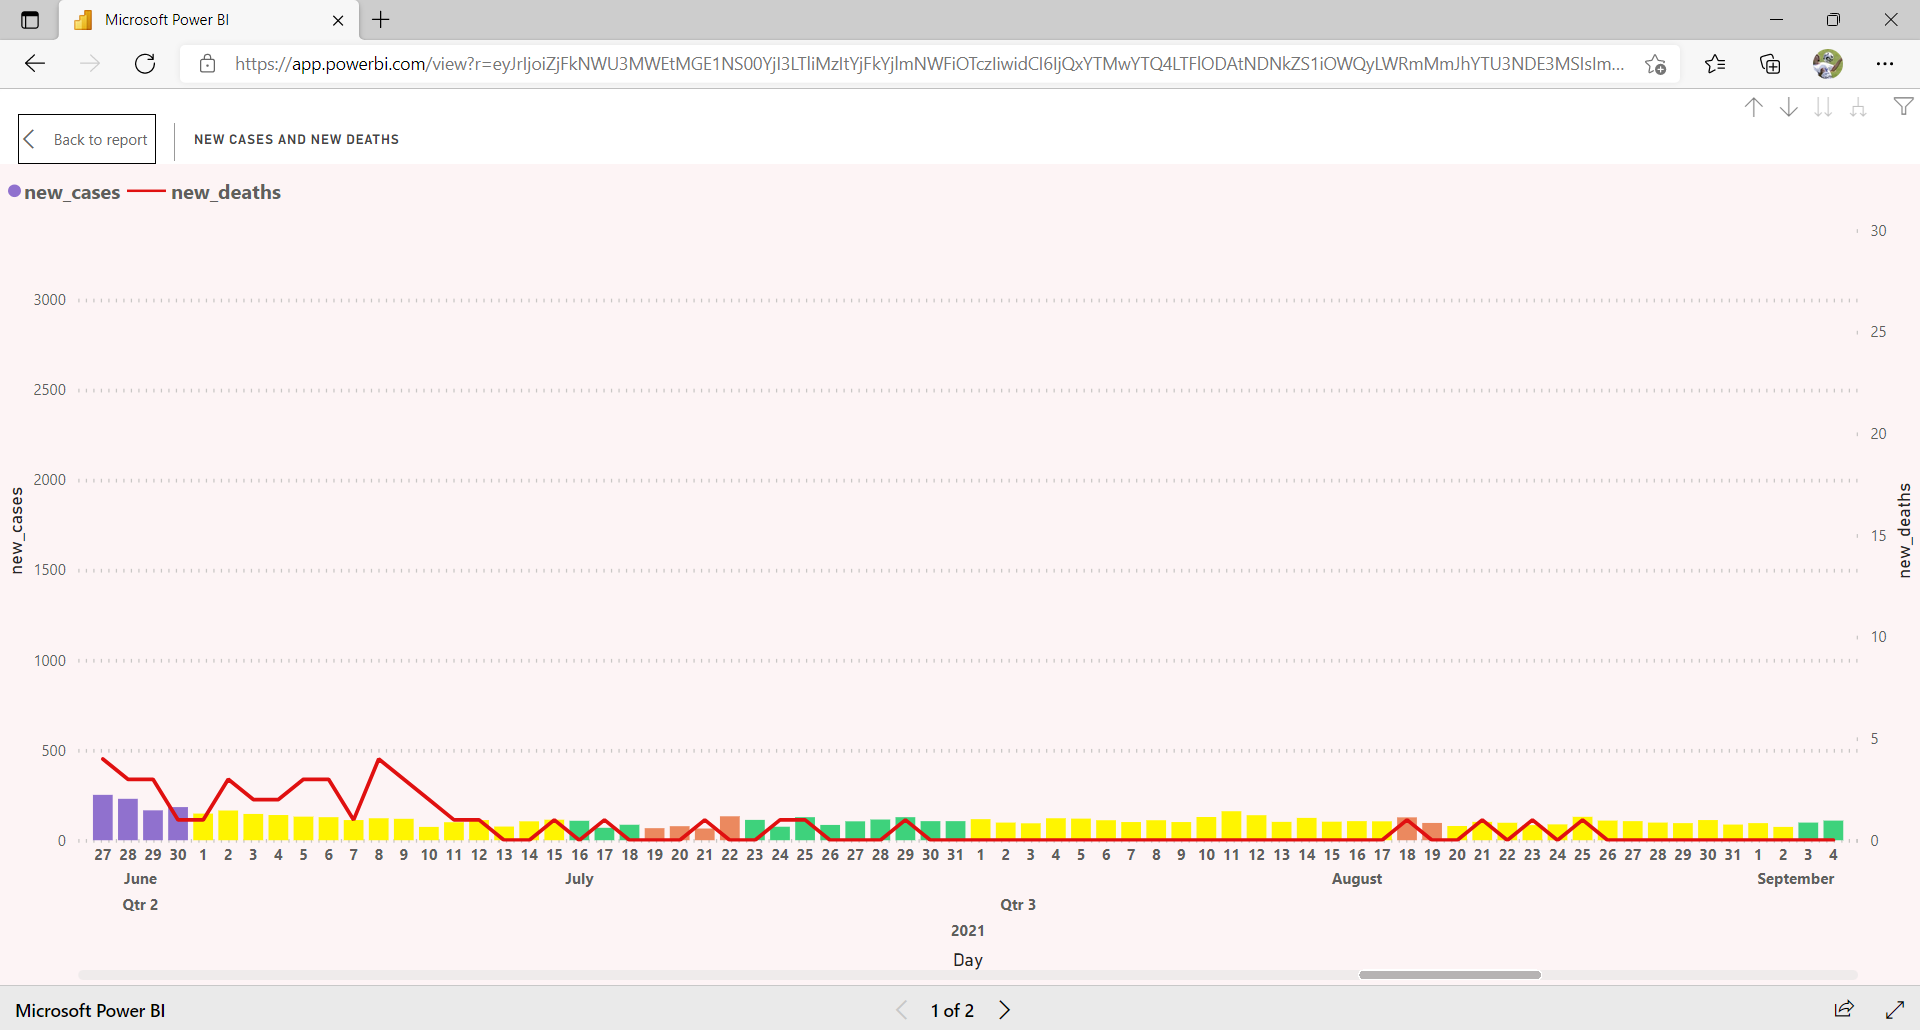 Microsoft Power BI
https://app.powerbi.com/view?r=
Back to report
NEW CASES AND NEW DEATHS
new_cases new_deaths
30
3000
25
2500
20
2000
new_cases
new_deaths
15
1500
10
1000
5
500
0
0
27 28 29 30 1 2 3 4 5 6 7 8 9 10 11 12 13 14 15 16 17 18 19 20 21 22 23 24 25 26 27 28 29 30 31 1 2 3 4 5 6 7 8 9 10 11 12 13 14 15 16 17 18 19 20 21 22 23 24 25 26 27 28 29 30 31 1 2 3 4
June July August September
Qtr 2 Qtr 3
2021
Day
Microsoft Power BI 1 of 2